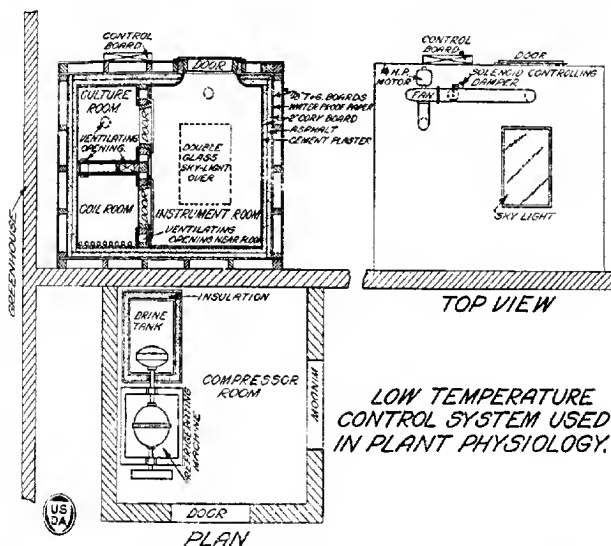 CONTROL
BOARD
DOOR
CULTURE
ROOM
VENTILATING
OPENING
COIL ROOM
DOOR
DOOR
DOUBLE
GLASS
SKY-LIGHT
OVER
INSTRUMENT ROOM
VENTILATING
OPENING NEAR FLOOR
T+G. BOARDS
WATER PROOF PAPER
2" CORK BOARD
ASPHALT
CEMENT PLASTER
GREENHOUSE
CONTROL
BOARD
DOOR
H.P.
MOTOR
SOLENOID CONTROLLING
DAMPER
FAN
SKY LIGHT
TOP VIEW
INSULATION
BRINE
TANK
COMPRESSOR
ROOM
REFRIGERATING
MACHINE
WINDOW
DOOR
PLAN
LOW TEMPERATURE
CONTROL SYSTEM USED
IN PLANT PHYSIOLOGY.
US
DA